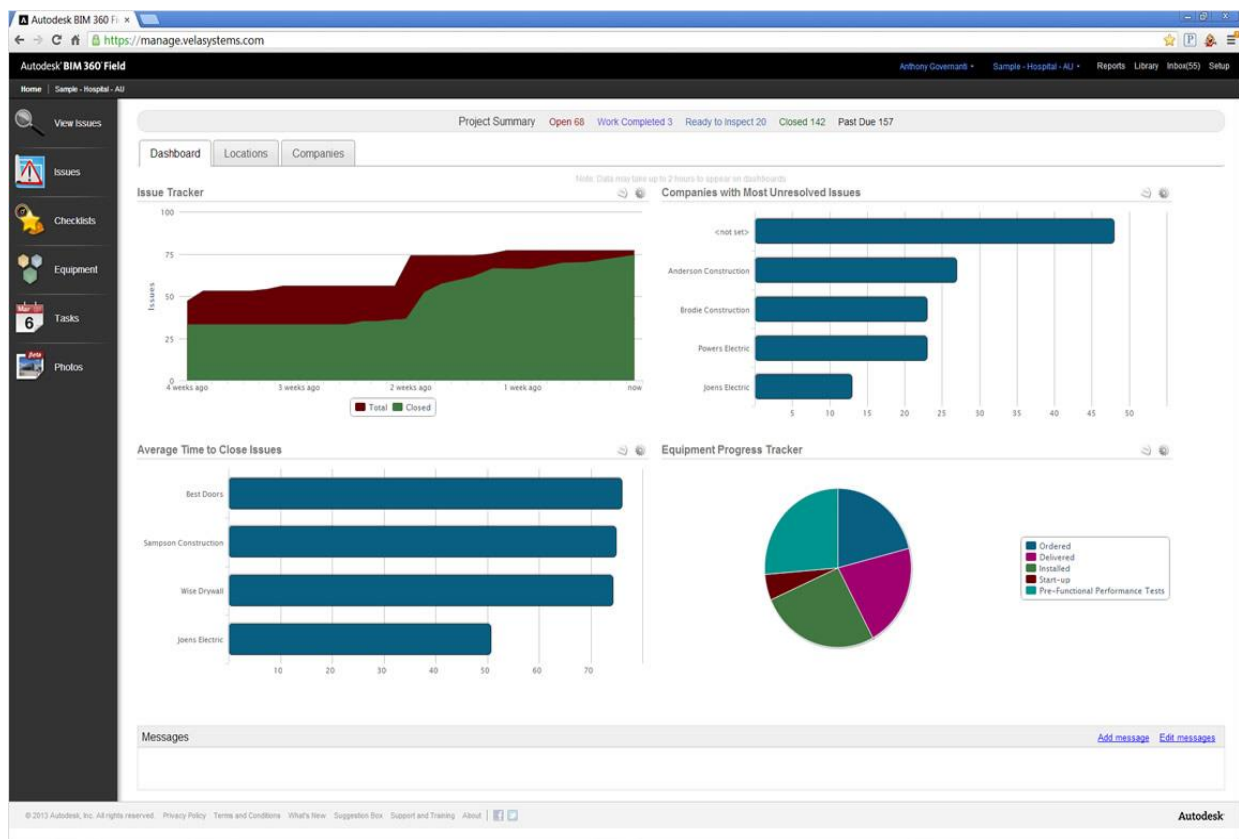 Autodesk BIM 360 Fi
https://manage.velasystems.com
Autodesk BIM 360 Field
Anthony Governanti
Sample - Hospital - AU
Reports Library Inbox(55) Setup
Home | Sample - Hospital - AU
View Issues
Issues
Checklists
Equipment
Mar
6
Tasks
Beta
Photos
Project Summary Open 68 Work Completed 3 Ready to Inspect 20 Closed 142 Past Due 157
Dashboard Locations Companies
Note: Data may take up to 2 hours to appear on dashboards
Issue Tracker
100
75
50
25
0
Issues
4 weeks ago 3 weeks ago 2 weeks ago 1 week ago now
Total Closed
Companies with Most Unresolved Issues
<not set>
Anderson Construction
Brodie Construction
Powers Electric
Joens Electric
5 10 15 20 25 30 35 40 45 50
Average Time to Close Issues
Best Doors
Sampson Construction
Wise Drywall
Joens Electric
10 20 30 40 50 60 70
Equipment Progress Tracker
Ordered
Delivered
Installed
Start-up
Pre-Functional Performance Tests
Messages
Add message Edit messages
© 2013 Autodesk, Inc. All rights reserved. Privacy Policy Terms and Conditions What's New Suggestion Box Support and Training About
Autodesk